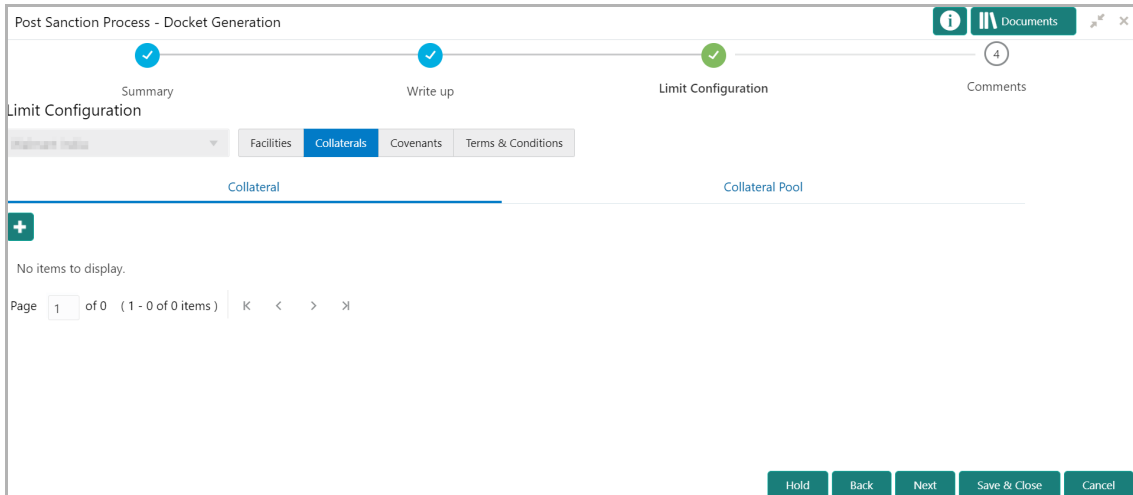 Post Sanction Process - Docket Generation
i Documents
4
Summary Write up Limit Configuration Comments
Limit Configuration
Facilities Collaterals Covenants Terms & Conditions
Collateral Collateral Pool
+
No items to display.
Page 1 of 0 ( 1 - 0 of 0 items )
Hold Back Next Save & Close Cancel